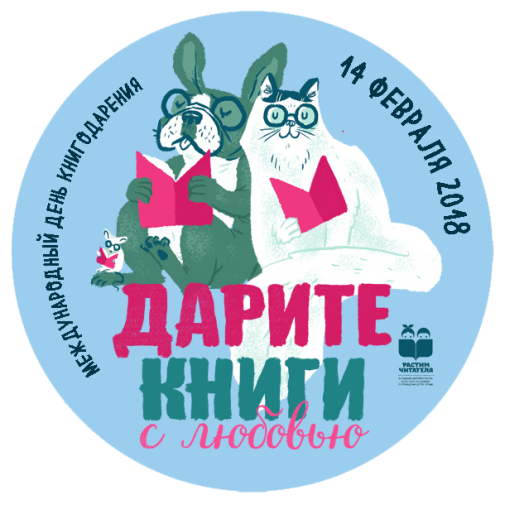 МЕЖДУНАРОДНЫЙ ДЕНЬ КНИГОДАРЕНИЯ
14 ФЕВРАЛЯ 2018
ДАРИТЕ
КНИГИ
с любовью
РАСТИМ
ЧИТАТЕЛЯ